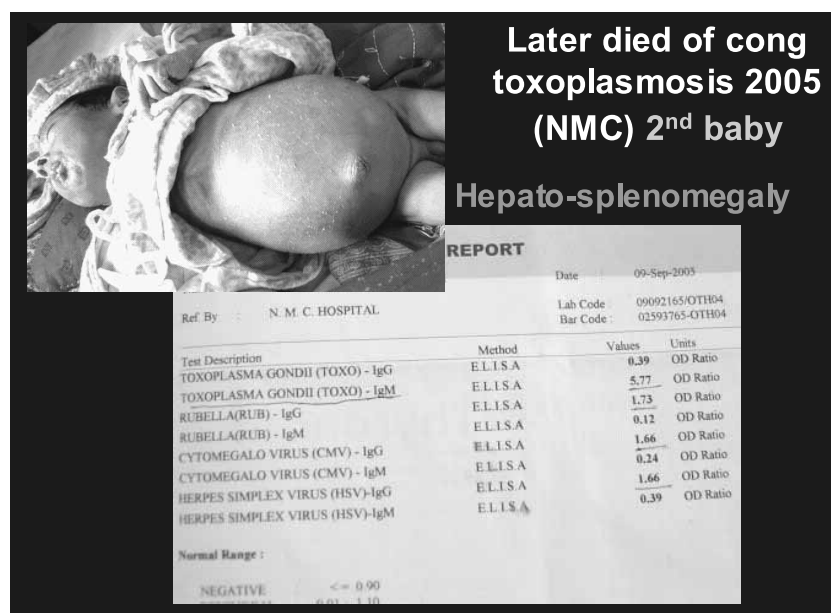 Later died of cong
toxoplasmosis 2005
(NMC) 2nd baby
Hepato-splenomegaly
REPORT
Date : 09-Sep-2005
Ref By : N. M. C. HOSPITAL
Lab Code : 09092165/OTH04
Bar Code : 02593765-OTH04
Test Description Method Values Units
TOXOPLASMA GONDII (TOXO) - IgG E.L.I.S.A 0.39 OD Ratio
TOXOPLASMA GONDII (TOXO) - IgM E.L.I.S.A 5.77 OD Ratio
RUBELLA(RUB) - IgG E.L.I.S.A 1.73 OD Ratio
RUBELLA(RUB) - IgM E.L.I.S.A 0.12 OD Ratio
CYTOMEGALO VIRUS (CMV) - IgG E.L.I.S.A 1.66 OD Ratio
CYTOMEGALO VIRUS (CMV) - IgM E.L.I.S.A 0.24 OD Ratio
HERPES SIMPLEX VIRUS (HSV)-IgG E.L.I.S.A 1.66 OD Ratio
HERPES SIMPLEX VIRUS (HSV)-IgM E.L.I.S.A 0.39 OD Ratio
Normal Range :
NEGATIVE <= 0.90